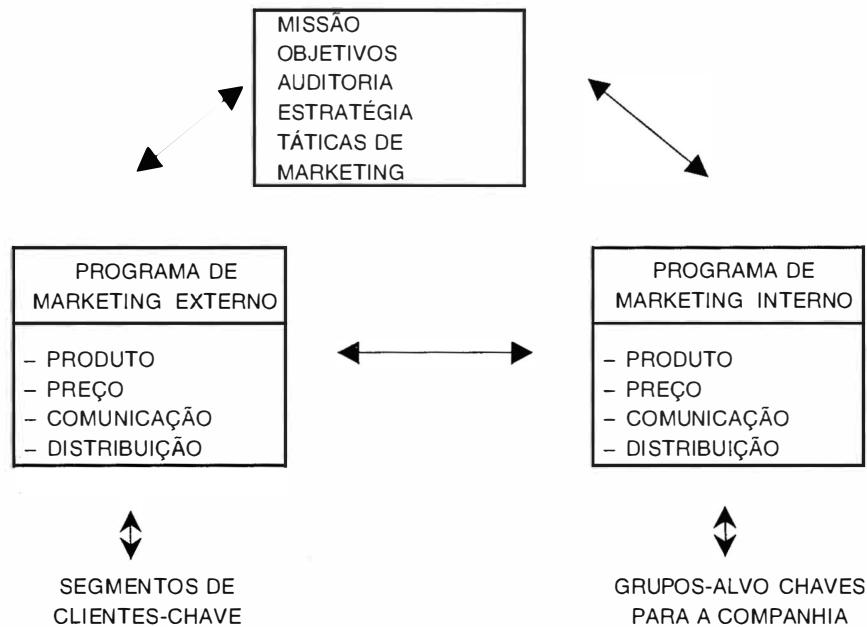 MISSÃO
OBJETIVOS
AUDITORIA
ESTRATÉGIA
TÁTICAS DE
MARKETING
PROGRAMA DE
MARKETING EXTERNO
– PRODUTO
– PREÇO
– COMUNICAÇÃO
– DISTRIBUIÇÃO
SEGMENTOS DE
CLIENTES-CHAVE
PROGRAMA DE
MARKETING INTERNO
– PRODUTO
– PREÇO
– COMUNICAÇÃO
– DISTRIBUIÇÃO
GRUPOS-ALVO CHAVES
PARA A COMPANHIA